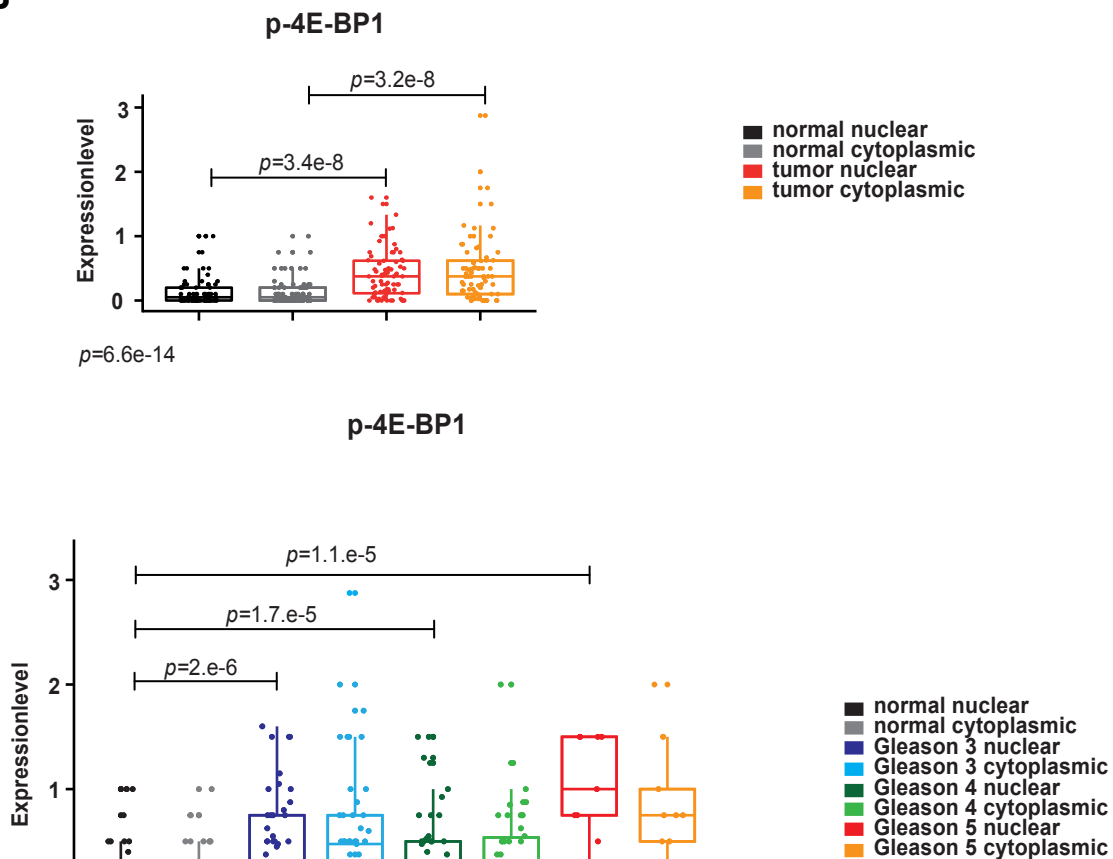 p-4E-BP1
p=3.2e-8
p=3.4e-8
Expressionlevel
3
2
1
0
normal nuclear
normal cytoplasmic
tumor nuclear
tumor cytoplasmic
p=6.6e-14
p-4E-BP1
p=1.1.e-5
p=1.7.e-5
p=2.e-6
Expressionlevel
3
2
1
normal nuclear
normal cytoplasmic
Gleason 3 nuclear
Gleason 3 cytoplasmic
Gleason 4 nuclear
Gleason 4 cytoplasmic
Gleason 5 nuclear
Gleason 5 cytoplasmic